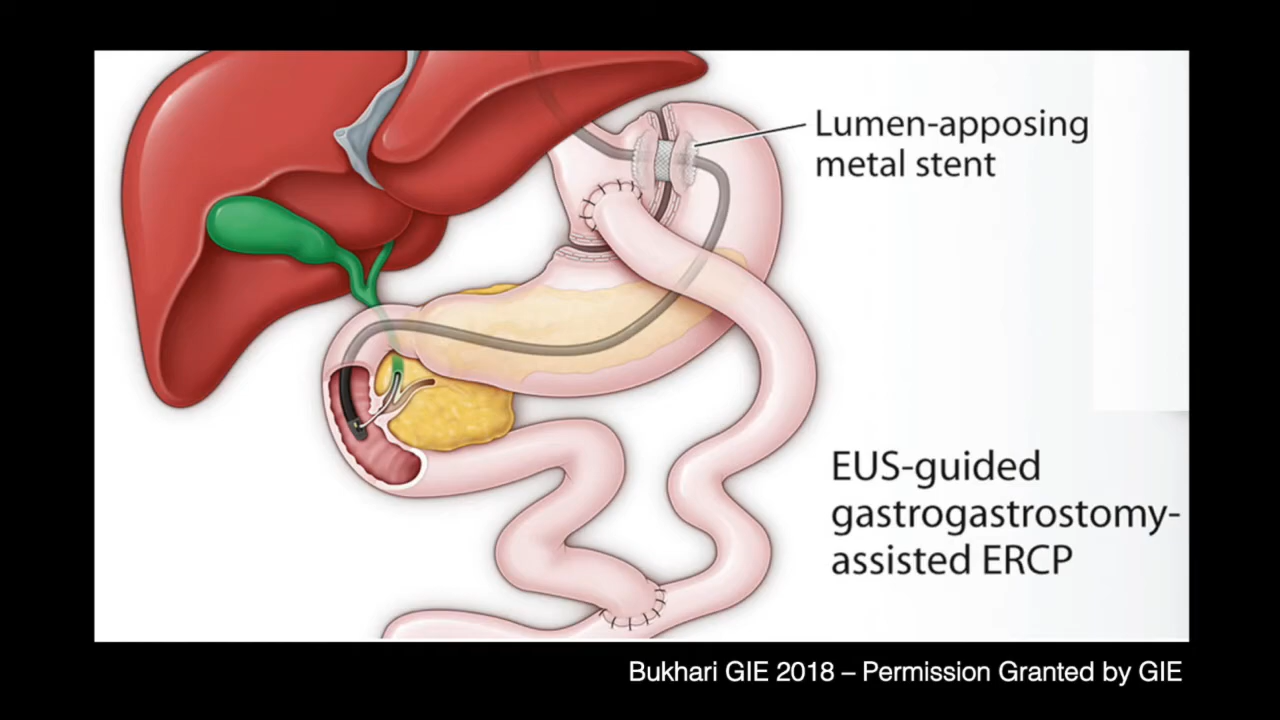 Lumen-apposing
metal stent
EUS-guided
gastrogastrostomy-
assisted ERCP
Bukhari GIE 2018 – Permission Granted by GIE